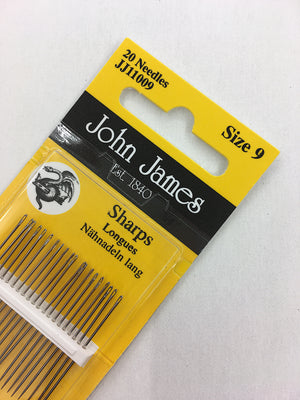 20 Needles
JJ11009
Size 9
John James
Est. 1840
Sharps
Longues
Nähnadeln lang